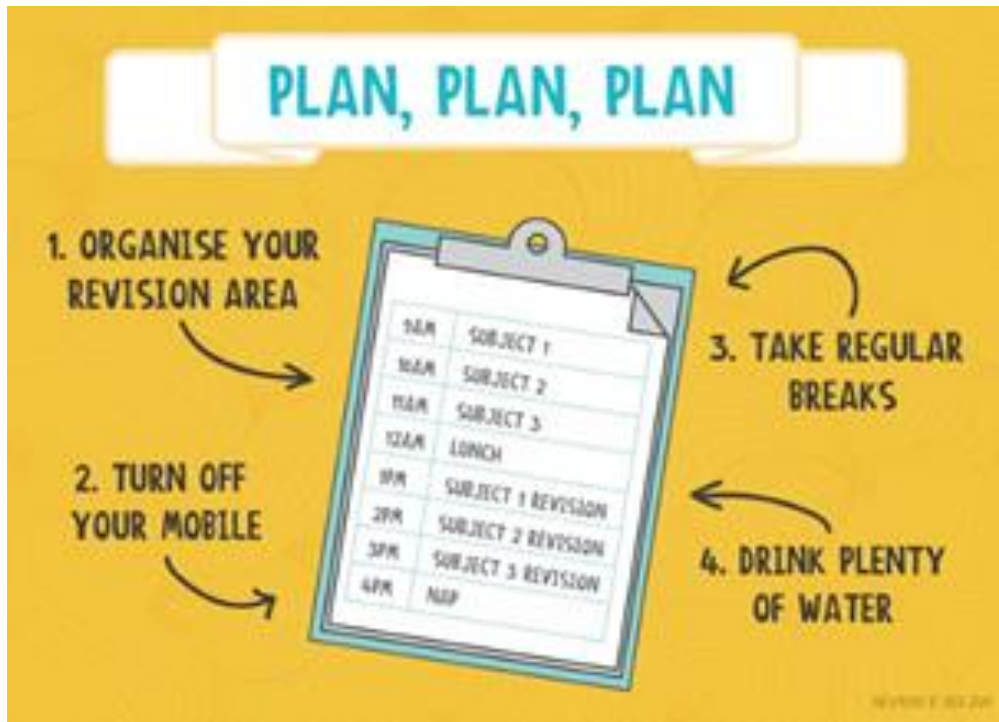 PLAN, PLAN, PLAN
1. ORGANISE YOUR
REVISION AREA
2. TURN OFF
YOUR MOBILE
9AM SUBJECT 1
10AM SUBJECT 2
11AM SUBJECT 3
12AM LUNCH
1PM SUBJECT 1 REVISION
2PM SUBJECT 2 REVISION
3PM SUBJECT 3 REVISION
4PM NAP
3. TAKE REGULAR
BREAKS
4. DRINK PLENTY
OF WATER